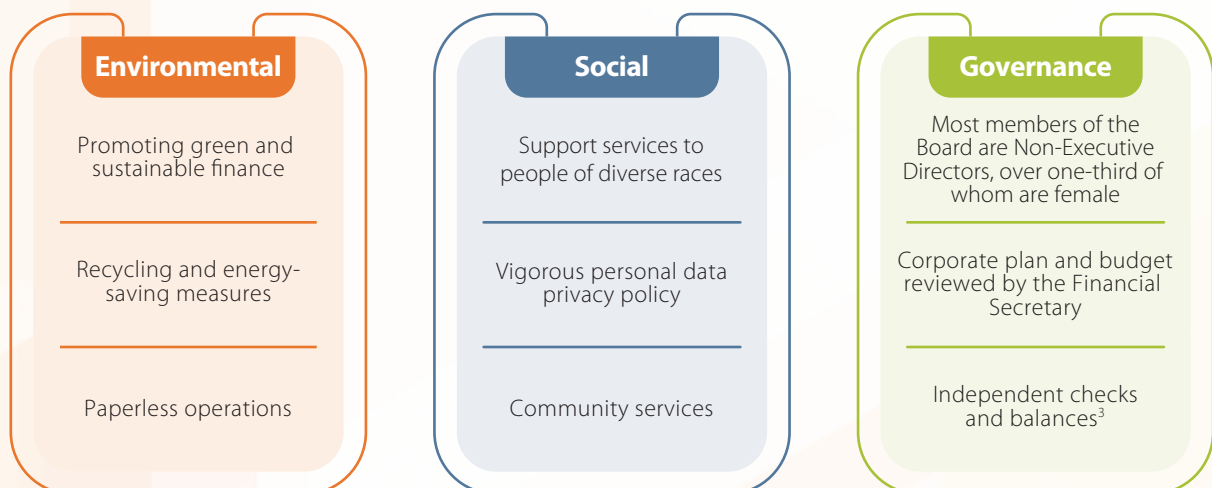 Environmental
Promoting green and
sustainable finance
Recycling and energy-
saving measures
Paperless operations
Social
Support services to
people of diverse races
Vigorous personal data
privacy policy
Community services
Governance
Most members of the
Board are Non-Executive
Directors, over one-third of
whom are female
Corporate plan and budget
reviewed by the Financial
Secretary
Independent checks
and balances³